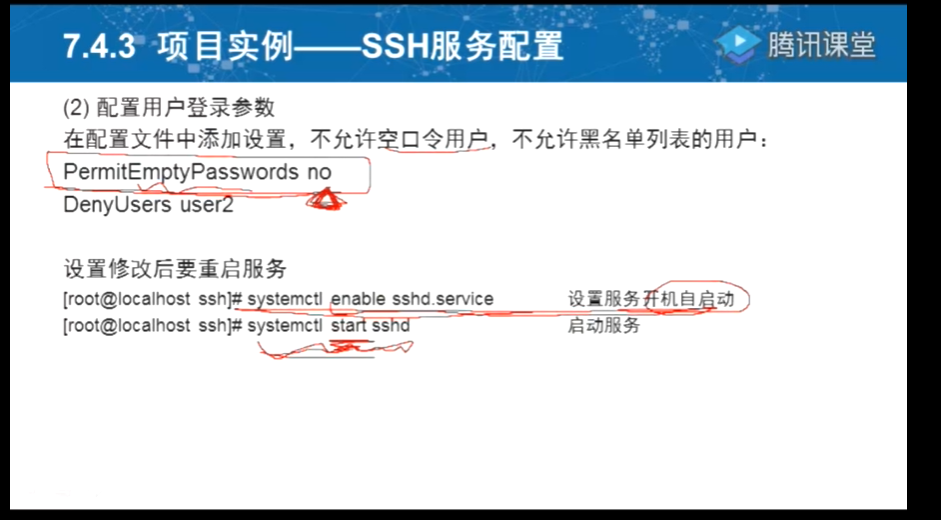 7.4.3 项目实例——SSH服务配置
腾讯课堂
(2) 配置用户登录参数
在配置文件中添加设置，不允许空口令用户，不允许黑名单列表的用户：
PermitEmptyPasswords no
DenyUsers user2
设置修改后要重启服务
[root@localhost ssh]# systemctl enable sshd.service 设置服务开机自启动
[root@localhost ssh]# systemctl start sshd 启动服务